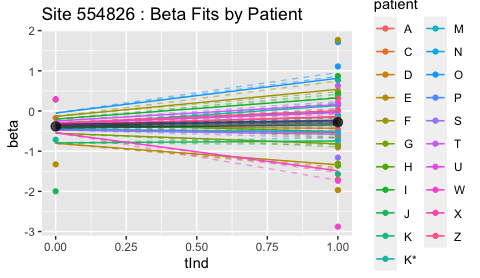 Site 554826 : Beta Fits by Patient
beta
2
1
0
-1
-2
-3
0.00 0.25 0.50 0.75 1.00
tInd
patient
A M
C N
D O
E P
F S
G T
H U
I W
J X
K Z
K*